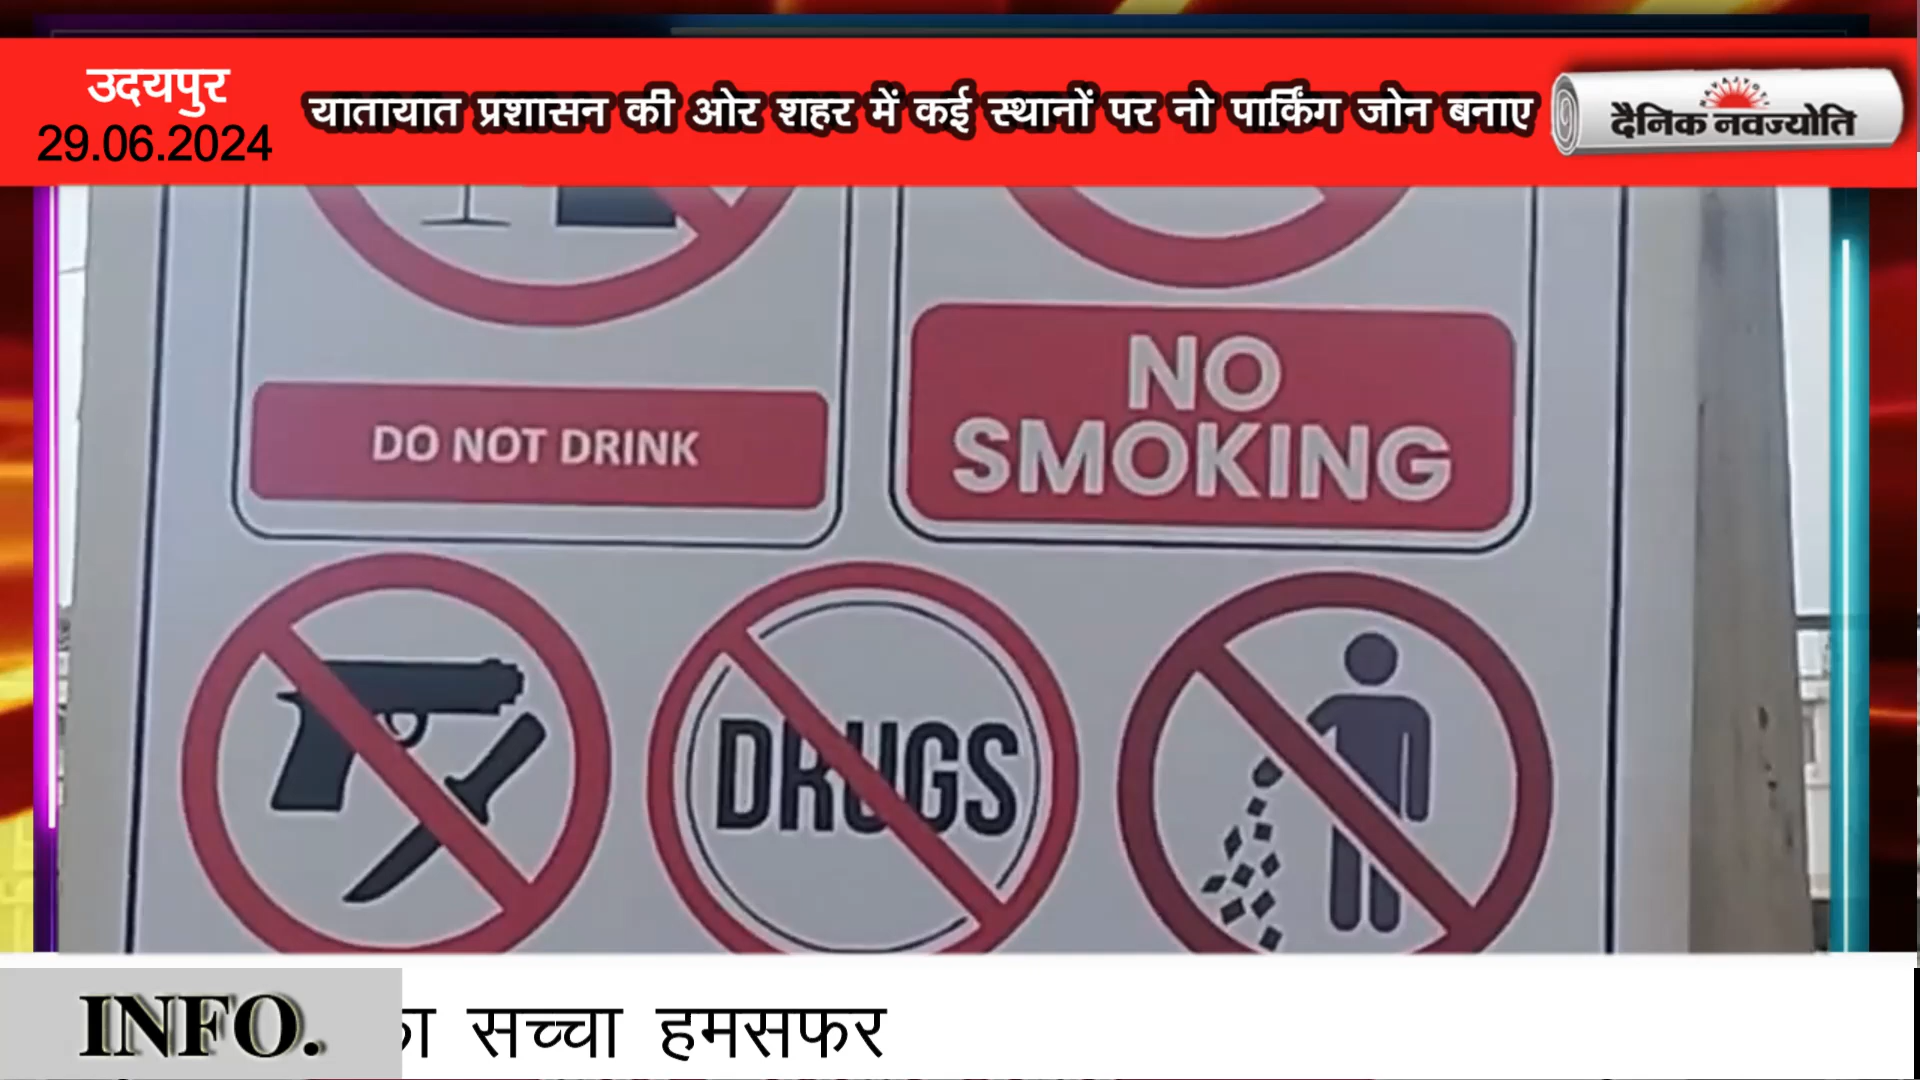 उदयपुर
29.06.2024
यातायात प्रशासन की ओर शहर में कई स्थानों पर नो पार्किंग जोन बनाए
NAVAJYOTI
दैनिक नवज्योति
DO NOT DRINK
NO
SMOKING
DRUGS
INFO.
सच्चा हमसफर